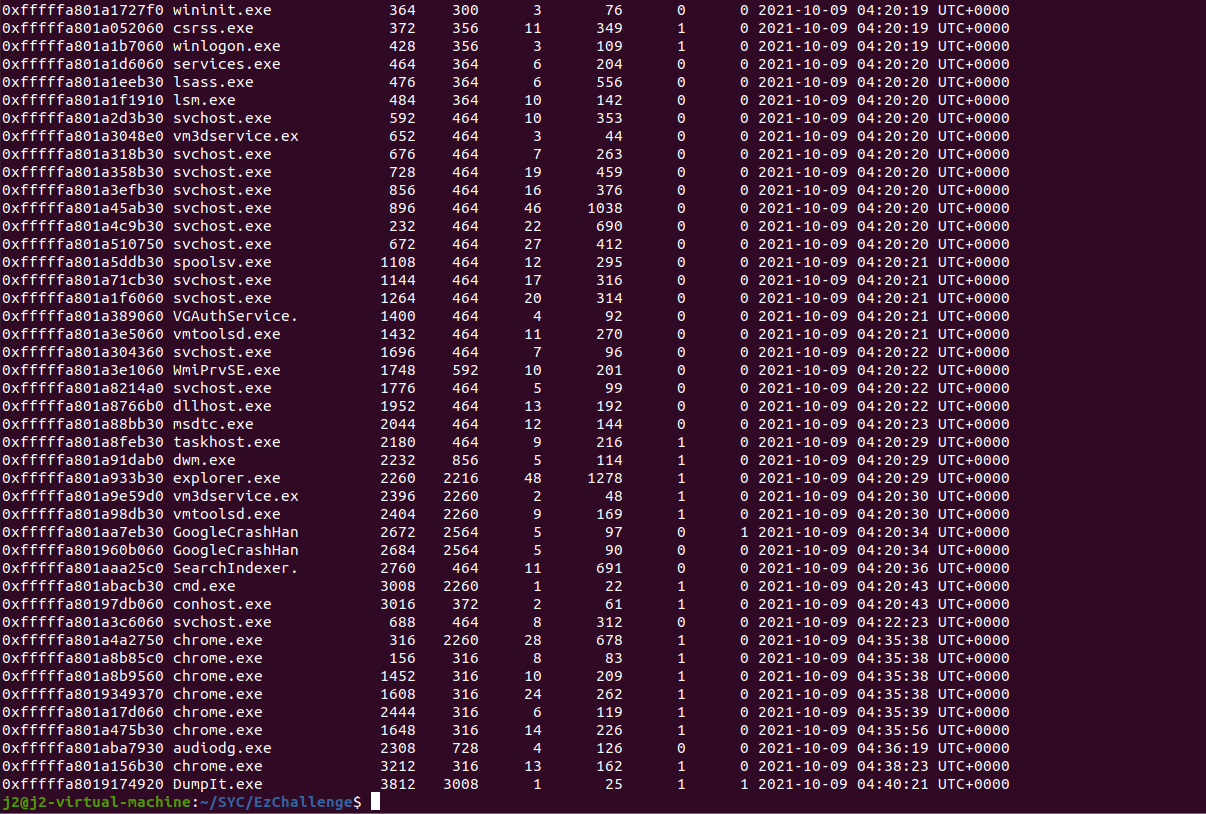 0xfffffa801a1727f0 wininit.exe 364 300 3 76 0 0 2021-10-09 04:20:19 UTC+0000
0xfffffa801a052060 csrss.exe 372 356 11 349 1 0 2021-10-09 04:20:19 UTC+0000
0xfffffa801a1b7060 winlogon.exe 428 356 3 109 1 0 2021-10-09 04:20:19 UTC+0000
0xfffffa801a1d6060 services.exe 464 364 6 204 0 0 2021-10-09 04:20:20 UTC+0000
0xfffffa801a1eeb30 lsass.exe 476 364 6 556 0 0 2021-10-09 04:20:20 UTC+0000
0xfffffa801a1f1910 lsm.exe 484 364 10 142 0 0 2021-10-09 04:20:20 UTC+0000
0xfffffa801a2d3b30 svchost.exe 592 464 10 353 0 0 2021-10-09 04:20:20 UTC+0000
0xfffffa801a3048e0 vm3dservice.ex 652 464 3 44 0 0 2021-10-09 04:20:20 UTC+0000
0xfffffa801a318b30 svchost.exe 676 464 7 263 0 0 2021-10-09 04:20:20 UTC+0000
0xfffffa801a358b30 svchost.exe 728 464 19 459 0 0 2021-10-09 04:20:20 UTC+0000
0xfffffa801a3efb30 svchost.exe 856 464 16 376 0 0 2021-10-09 04:20:20 UTC+0000
0xfffffa801a45ab30 svchost.exe 896 464 46 1038 0 0 2021-10-09 04:20:20 UTC+0000
0xfffffa801a4c9b30 svchost.exe 232 464 22 690 0 0 2021-10-09 04:20:20 UTC+0000
0xfffffa801a510750 svchost.exe 672 464 27 412 0 0 2021-10-09 04:20:20 UTC+0000
0xfffffa801a5ddb30 spoolsv.exe 1108 464 12 295 0 0 2021-10-09 04:20:21 UTC+0000
0xfffffa801a71cb30 svchost.exe 1144 464 17 316 0 0 2021-10-09 04:20:21 UTC+0000
0xfffffa801a1f6060 svchost.exe 1264 464 20 314 0 0 2021-10-09 04:20:21 UTC+0000
0xfffffa801a389060 VGAuthService. 1400 464 4 92 0 0 2021-10-09 04:20:21 UTC+0000
0xfffffa801a3e5060 vmtoolsd.exe 1432 464 11 270 0 0 2021-10-09 04:20:21 UTC+0000
0xfffffa801a304360 svchost.exe 1696 464 7 96 0 0 2021-10-09 04:20:22 UTC+0000
0xfffffa801a3e1060 WmiPrvSE.exe 1748 592 10 201 0 0 2021-10-09 04:20:22 UTC+0000
0xfffffa801a8214a0 svchost.exe 1776 464 5 99 0 0 2021-10-09 04:20:22 UTC+0000
0xfffffa801a8766b0 dllhost.exe 1952 464 13 192 0 0 2021-10-09 04:20:22 UTC+0000
0xfffffa801a88bb30 msdtc.exe 2044 464 12 144 0 0 2021-10-09 04:20:23 UTC+0000
0xfffffa801a8feb30 taskhost.exe 2180 464 9 216 1 0 2021-10-09 04:20:29 UTC+0000
0xfffffa801a91dab0 dwm.exe 2232 856 5 114 1 0 2021-10-09 04:20:29 UTC+0000
0xfffffa801a933b30 explorer.exe 2260 2216 48 1278 1 0 2021-10-09 04:20:29 UTC+0000
0xfffffa801a9e59d0 vm3dservice.ex 2396 2260 2 48 1 0 2021-10-09 04:20:30 UTC+0000
0xfffffa801a98db30 vmtoolsd.exe 2404 2260 9 169 1 0 2021-10-09 04:20:30 UTC+0000
0xfffffa801aa7eb30 GoogleCrashHan 2672 2564 5 97 0 1 2021-10-09 04:20:34 UTC+0000
0xfffffa801960b060 GoogleCrashHan 2684 2564 5 90 0 0 2021-10-09 04:20:34 UTC+0000
0xfffffa801aaa25c0 SearchIndexer. 2760 464 11 691 0 0 2021-10-09 04:20:36 UTC+0000
0xfffffa801abacb30 cmd.exe 3008 2260 1 22 1 0 2021-10-09 04:20:43 UTC+0000
0xfffffa80197db060 conhost.exe 3016 372 2 61 1 0 2021-10-09 04:20:43 UTC+0000
0xfffffa801a3c6060 svchost.exe 688 464 8 312 0 0 2021-10-09 04:22:23 UTC+0000
0xfffffa801a4a2750 chrome.exe 316 2260 28 678 1 0 2021-10-09 04:35:38 UTC+0000
0xfffffa801a8b85c0 chrome.exe 156 316 8 83 1 0 2021-10-09 04:35:38 UTC+0000
0xfffffa801a8b9560 chrome.exe 1452 316 10 209 1 0 2021-10-09 04:35:38 UTC+0000
0xfffffa8019349370 chrome.exe 1608 316 24 262 1 0 2021-10-09 04:35:38 UTC+0000
0xfffffa801a17d060 chrome.exe 2444 316 6 119 1 0 2021-10-09 04:35:39 UTC+0000
0xfffffa801a475b30 chrome.exe 1648 316 14 226 1 0 2021-10-09 04:35:56 UTC+0000
0xfffffa801aba7930 audiodg.exe 2308 728 4 126 0 0 2021-10-09 04:36:19 UTC+0000
0xfffffa801a156b30 chrome.exe 3212 316 13 162 1 0 2021-10-09 04:38:23 UTC+0000
0xfffffa8019174920 DumpIt.exe 3812 3008 1 25 1 1 2021-10-09 04:40:21 UTC+0000
j2@j2-virtual-machine:~/SYC/EzChallenge$